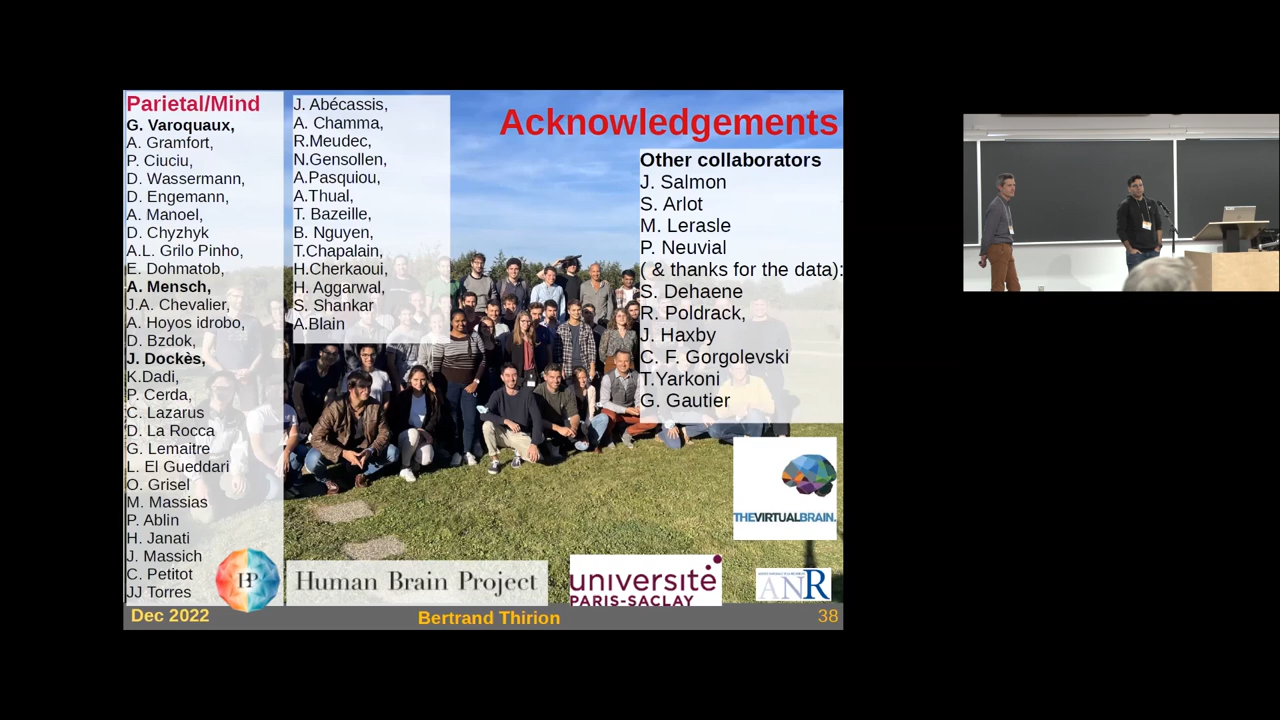 Parietal/Mind
G. Varoquaux,
A. Gramfort,
P. Ciuciu,
D. Wassermann,
D. Engemann,
A. Manoel,
D. Chyzhyk
A.L. Grilo Pinho,
E. Dohmatob,
A. Mensch,
J.A. Chevalier,
A. Hoyos idrobo,
D. Bzdok,
J. Dockès,
K.Dadi,
P. Cerda,
C. Lazarus
D. La Rocca
G. Lemaitre
L. El Gueddari
O. Grisel
M. Massias
P. Ablin
H. Janati
J. Massich
C. Petitot
JJ Torres
J. Abécassis,
A. Chamma,
R.Meudec,
N.Gensollen,
A.Pasquiou,
A.Thual,
T. Bazeille,
B. Nguyen,
T.Chapalain,
H.Cherkaoui,
H. Aggarwal,
S. Shankar
A.Blain
Acknowledgements
Other collaborators
J. Salmon
S. Arlot
M. Lerasle
P. Neuvial
( & thanks for the data):
S. Dehaene
R. Poldrack,
J. Haxby
C. F. Gorgolevski
T.Yarkoni
G. Gautier
THEVIRTUALBRAIN.
Human Brain Project
université
PARIS-SACLAY
ANR
Dec 2022
Bertrand Thirion
38